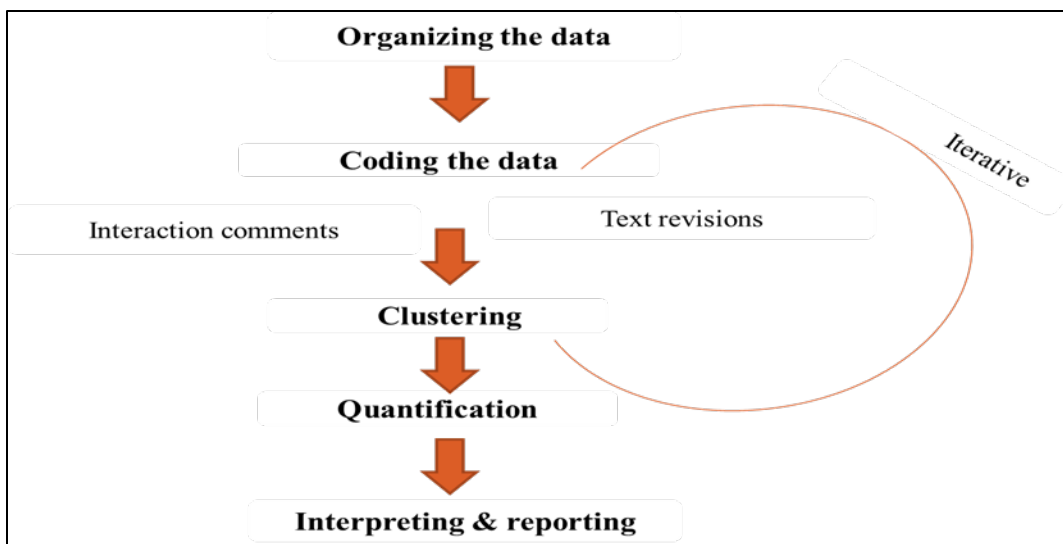 Organizing the data
Iterative
Coding the data
Interaction comments
Text revisions
Clustering
Quantification
Interpreting & reporting